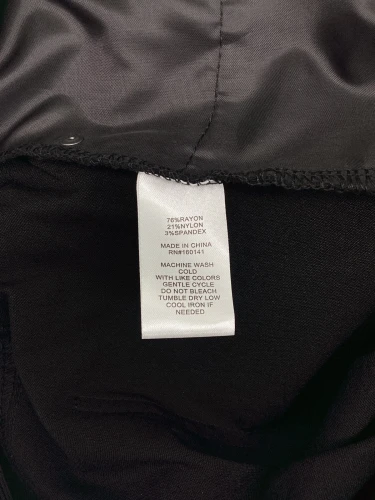 76%RAYON
21%NYLON
3%SPANDEX
MADE IN CHINA
RN#160141
MACHINE WASH
COLD
WITH LIKE COLORS
GENTLE CYCLE
DO NOT BLEACH
TUMBLE DRY LOW
COOL IRON IF
NEEDED